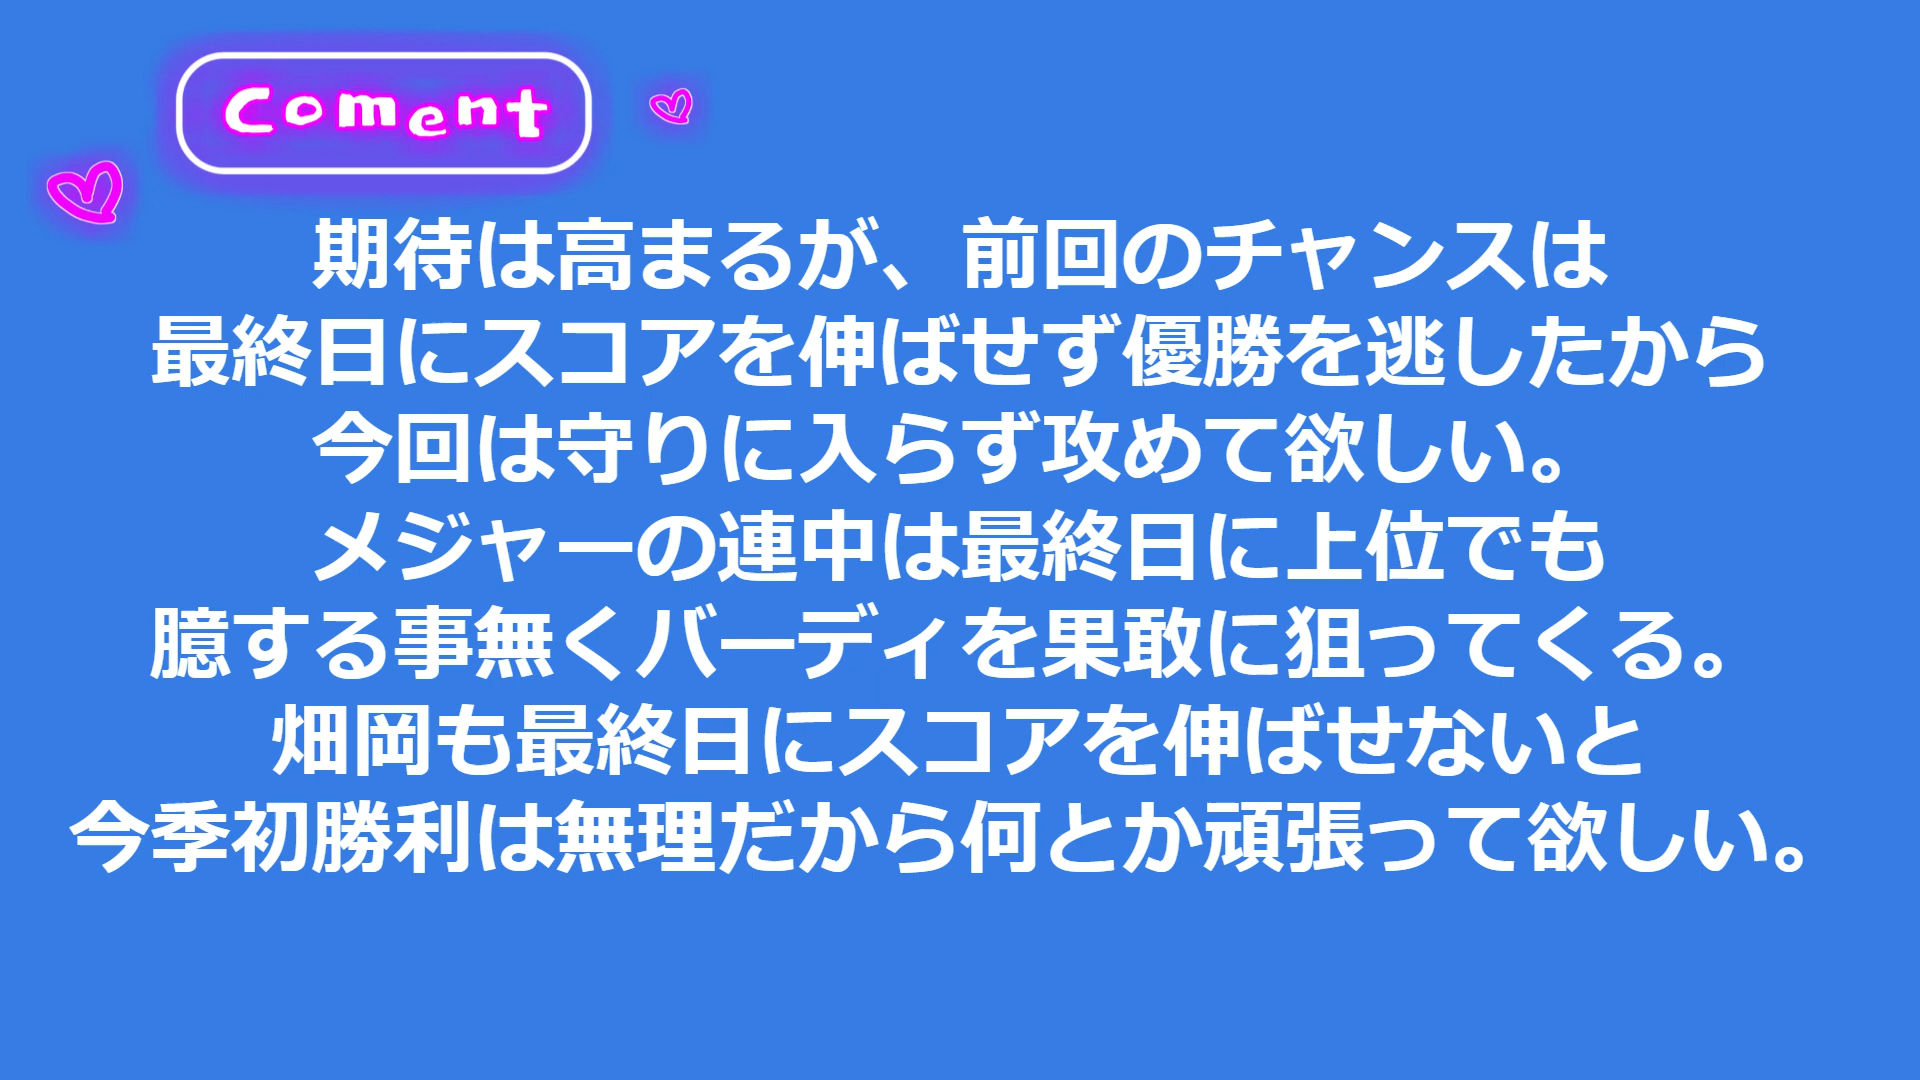 Coment
期待は高まるが、前回のチャンスは
最終日にスコアを伸ばせず優勝を逃したから
今回は守りに入らず攻めて欲しい。
メジャーの連中は最終日に上位でも
臆する事無くバーディを果敢に狙ってくる。
畑岡も最終日にスコアを伸ばせないと
今季初勝利は無理だから何とか頑張って欲しい。